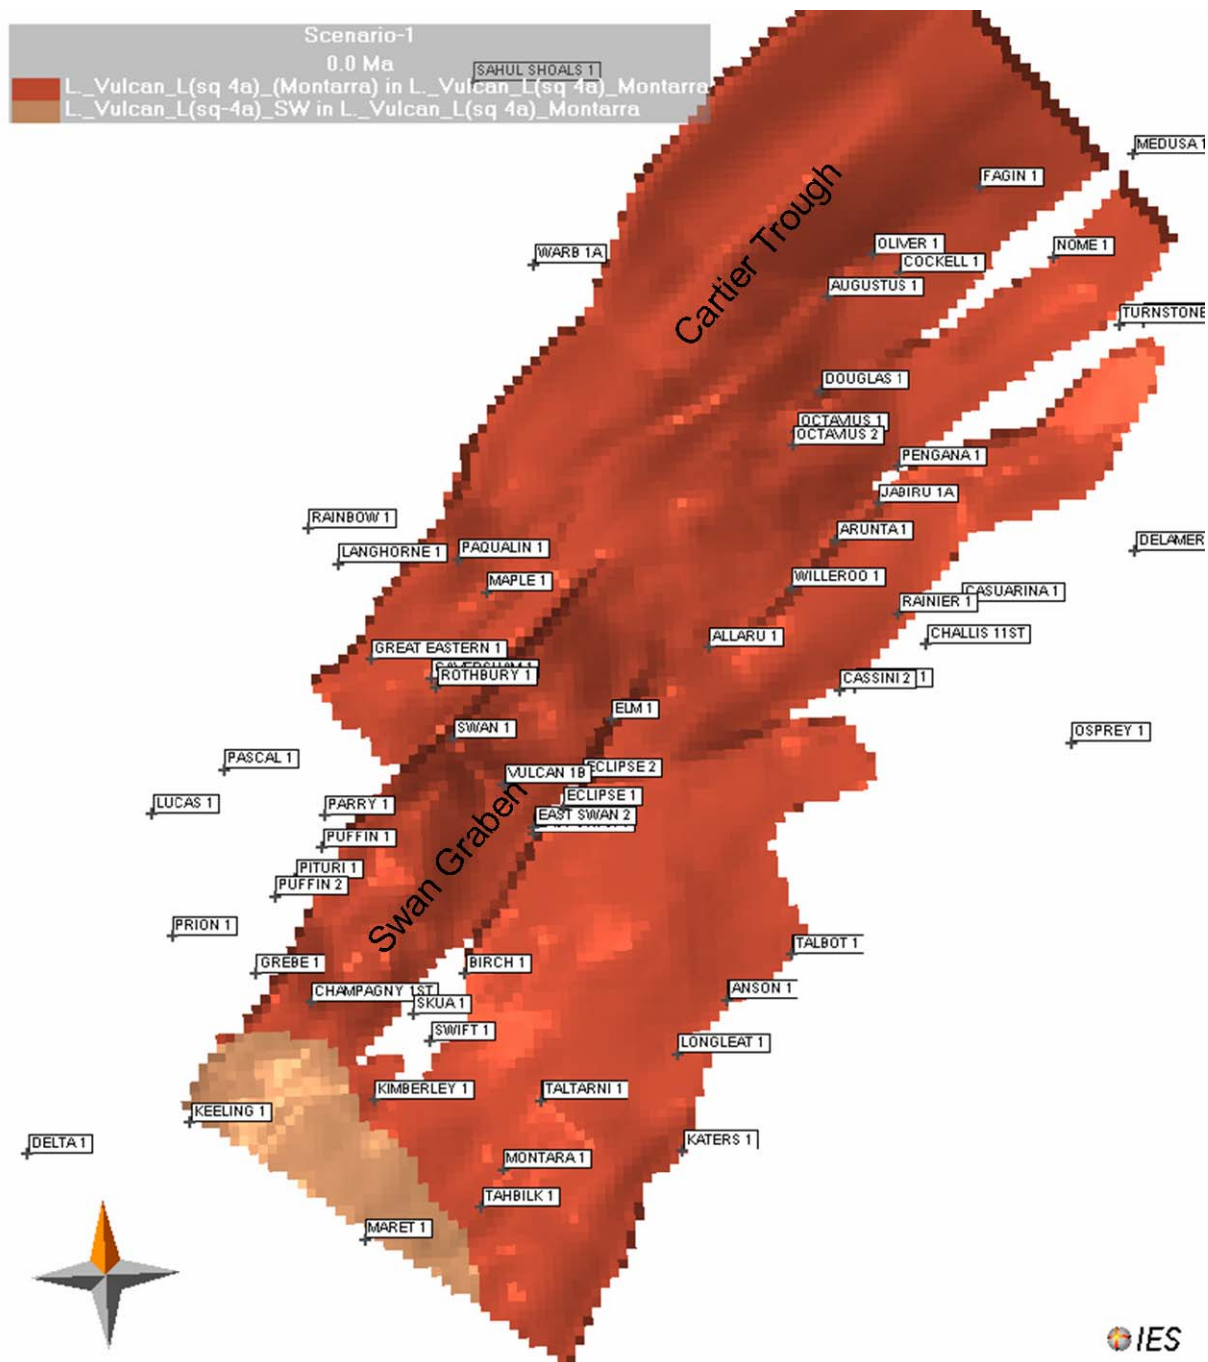 Scenario-1
0.0 Ma
L._Vulcan_L(sq 4a)_(Montarra) in L._Vulcan_L(sq 4a)_Montarra
L._Vulcan_L(sq-4a)_SW in L._Vulcan_L(sq 4a)_Montarra
SAHUL SHOALS 1
MEDUSA 1
FAGIN 1
WARB 1A
OLIVER 1
NOME 1
COCKELL 1
Cartier Trough
AUGUSTUS 1
TURNSTONE
DOUGLAS 1
OCTAVIUS 1
OCTAVIUS 2
PENGANA 1
JABIRU 1A
RAINBOW 1
ARUNTA 1
LANGHORNE 1
PAQUALIN 1
DELAMER
MAPLE 1
WILLEROO 1
CASUARINA 1
RAINIER 1
ALLARU 1
CHALLIS 11ST
GREAT EASTERN 1
ROTHBURY 1
CASSINI 2
1
ELM 1
SWAN 1
OSPREY 1
PASCAL 1
VULCAN 1B
ECLIPSE 2
LUCAS 1
PARRY 1
ECLIPSE 1
EAST SWAN 2
PUFFIN 1
Swan Graben
PITURI 1
PUFFIN 2
PRION 1
TALBOT 1
GREBE 1
BIRCH 1
CHAMPAGNY 1ST
ANSON 1
SKUA 1
SWIFT 1
LONGLEAT 1
KIMBERLEY 1
TALTARNI 1
KEELING 1
DELTA 1
KATERS 1
MONTARA 1
TAHBILK 1
MARET 1
IES